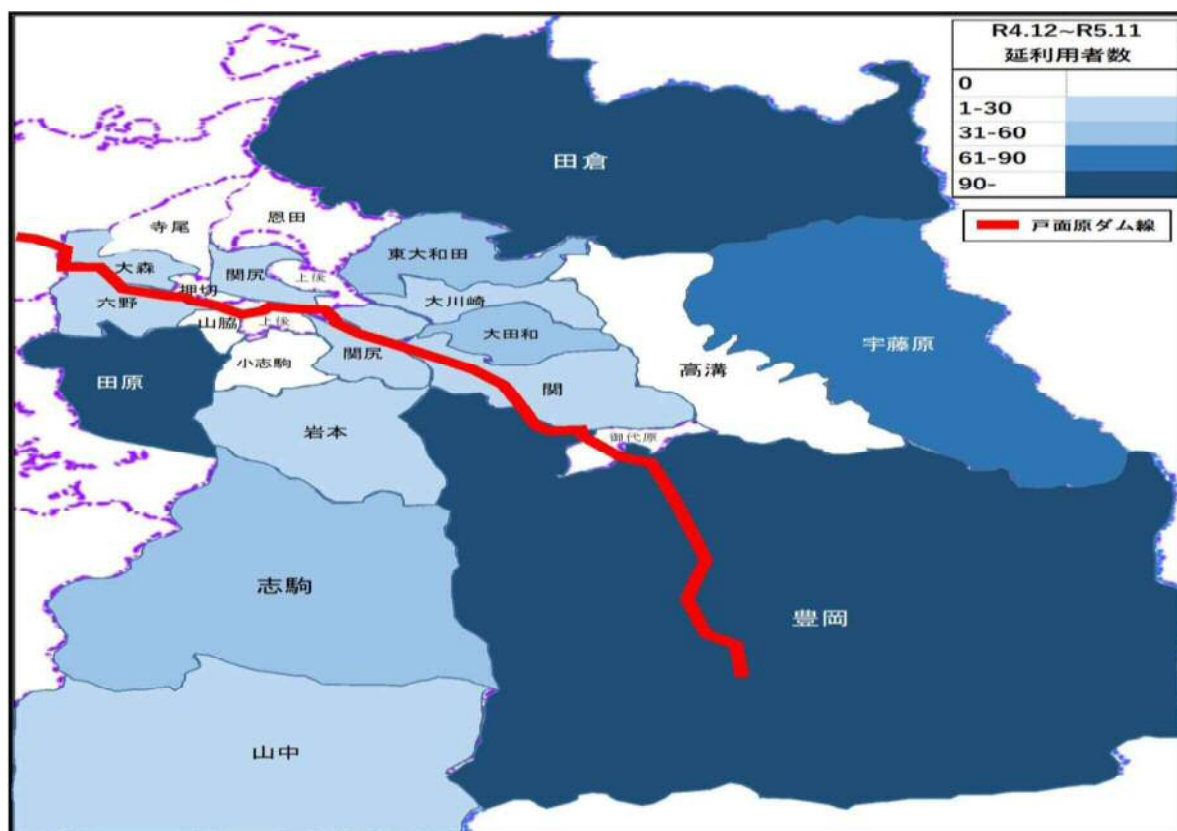 R4.12~R5.11
延利用者数
0
1-30
31-60
61-90
90-
戸面原ダム線
田倉
恩田
寺尾
東大和田
大森
関尻
上後
押切
大川崎
六野
山脇
上後
大田和
宇藤原
関尻
小志駒
高溝
田原
関
岩本
御代原
志駒
豊岡
山中